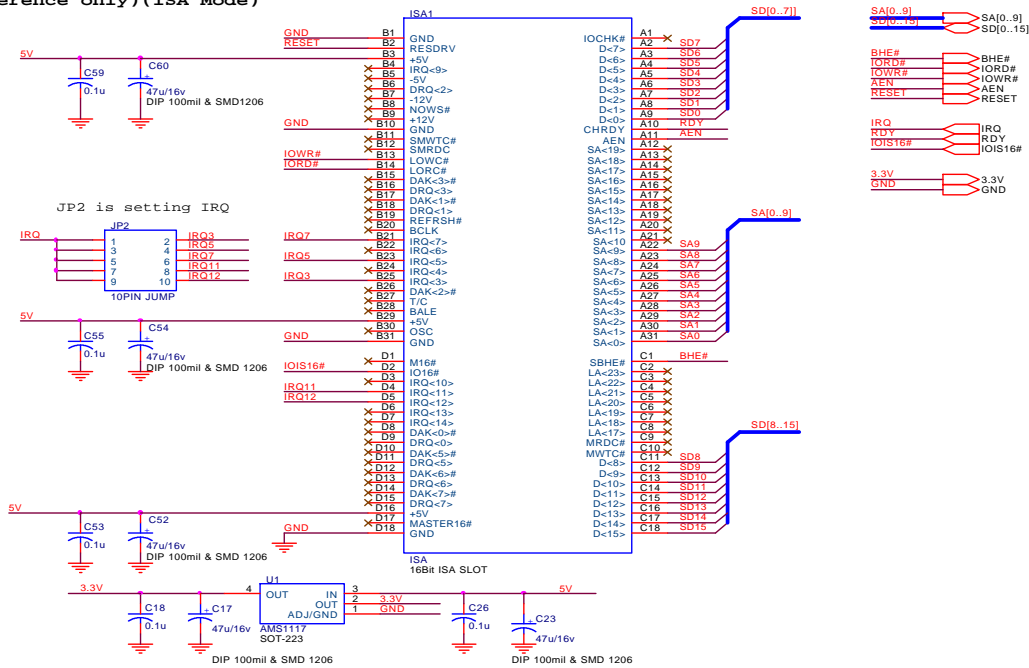 erence only)(ISA Mode)
ISA1
SD[0..7]]
SA[0..9]
SD[0..15]
SA[0..9]
SD[0..15]
GND B1 GND IOCHK# A1
RESET B2 RESDRV D<7> A2 SD7
5V B3 +5V D<6> A3 SD6
B4 IRQ<9> D<5> A4 SD5
B5 -5V D<4> A5 SD4
B6 DRQ<2> D<3> A6 SD3
B7 -12V D<2> A7 SD2
B8 NOWS# D<1> A8 SD1
B9 +12V D<0> A9 SD0
GND B10 GND CHRDY A10 RDY
B11 SMWTC# AEN A11 AEN
B12 SMRDC SA<19> A12
IOWR# B13 LOWC# SA<18> A13
IORD# B14 LORC# SA<17> A14
B15 DAK<3># SA<16> A15
B16 DRQ<3> SA<15> A16
B17 DAK<1># SA<14> A17
B18 DRQ<1> SA<13> A18
B19 REFRSH# SA<12> A19
B20 BCLK SA<11> A20
IRQ7 B21 IRQ<7> SA<10 A21
B22 IRQ<6> SA<9> A22 SA9
IRQ5 B23 IRQ<5> SA<8> A23 SA8
B24 IRQ<4> SA<7> A24 SA7
IRQ3 B25 IRQ<3> SA<6> A25 SA6
B26 DAK<2># SA<5> A26 SA5
B27 T/C SA<4> A27 SA4
B28 BALE SA<3> A28 SA3
5V B29 +5V SA<2> A29 SA2
B30 OSC SA<1> A30 SA1
GND B31 GND SA<0> A31 SA0
SA[0..9]
D1 M16# SBHE# C1 BHE#
IOIS16# D2 IO16# LA<23> C2
D3 IRQ<10> LA<22> C3
IRQ11 D4 IRQ<11> LA<21> C4
IRQ12 D5 IRQ<12> LA<20> C5
D6 IRQ<13> LA<19> C6
D7 IRQ<14> LA<18> C7
D8 DAK<0># LA<17> C8
D9 DRQ<0> MRDC# C9
D10 DAK<5># MWTC# C10
D11 DRQ<5> D<8> C11 SD8
D12 DAK<6># D<9> C12 SD9
D13 DRQ<6> D<10> C13 SD10
D14 DAK<7># D<11> C14 SD11
D15 DRQ<7> D<12> C15 SD12
5V D16 +5V D<13> C16 SD13
D17 MASTER16# D<14> C17 SD14
GND D18 GND D<15> C18 SD15
SD[8..15]
ISA
16Bit ISA SLOT
BHE# BHE#
IORD# IORD#
IOWR# IOWR#
AEN AEN
RESET RESET
IRQ IRQ
RDY RDY
IOIS16# IOIS16#
3.3V 3.3V
GND GND
C59
0.1u
C60
47u/16v
DIP 100mil & SMD1206
JP2 is setting IRQ
JP2
IRQ 1 2 IRQ3
3 4 IRQ5
5 6 IRQ7
7 8 IRQ11
9 10 IRQ12
10PIN JUMP
C55
0.1u
C54
47u/16v
DIP 100mil & SMD 1206
C53
0.1u
C52
47u/16v
DIP 100mil & SMD 1206
U1
3.3V 4 OUT IN 3 5V
OUT 2 3.3V
ADJ/GND 1 GND
AMS1117
SOT-223
C18
0.1u
C17
47u/16v
DIP 100mil & SMD 1206
C26
0.1u
C23
47u/16v
DIP 100mil & SMD 1206